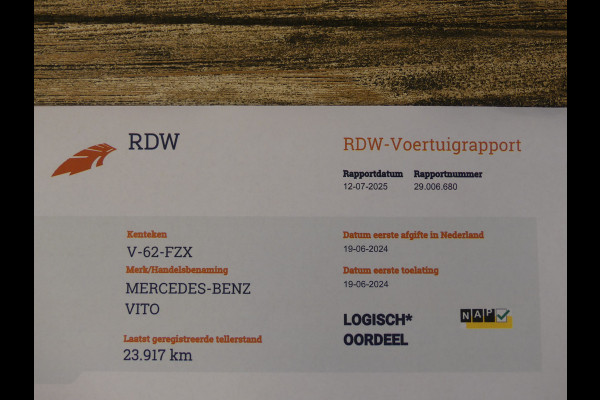 RDW
RDW-Voertuigrapport
Rapportdatum Rapportnummer
12-07-2025 29.006.680
Kenteken
V-62-FZX
Merk/Handelsbenaming
MERCEDES-BENZ
VITO
Laatst geregistreerde tellerstand
23.917 km
Datum eerste afgifte in Nederland
19-06-2024
Datum eerste toelating
19-06-2024
LOGISCH*
OORDEEL
NAP